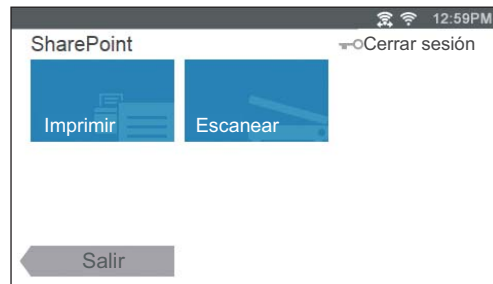 12:59PM
SharePoint
Cerrar sesión
Imprimir
Escanear
Salir